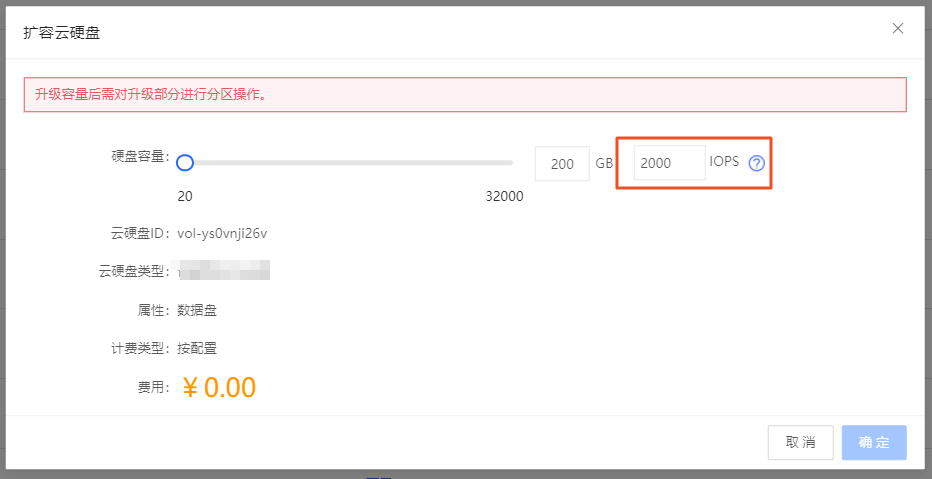 扩容云硬盘
升级容量后需对升级部分进行分区操作。
硬盘容量： 200 GB 2000 IOPS ?
20 32000
云硬盘ID： vol-ys0vnji26v
云硬盘类型：
属性： 数据盘
计费类型： 按配置
费用： ¥ 0.00
取消 确定